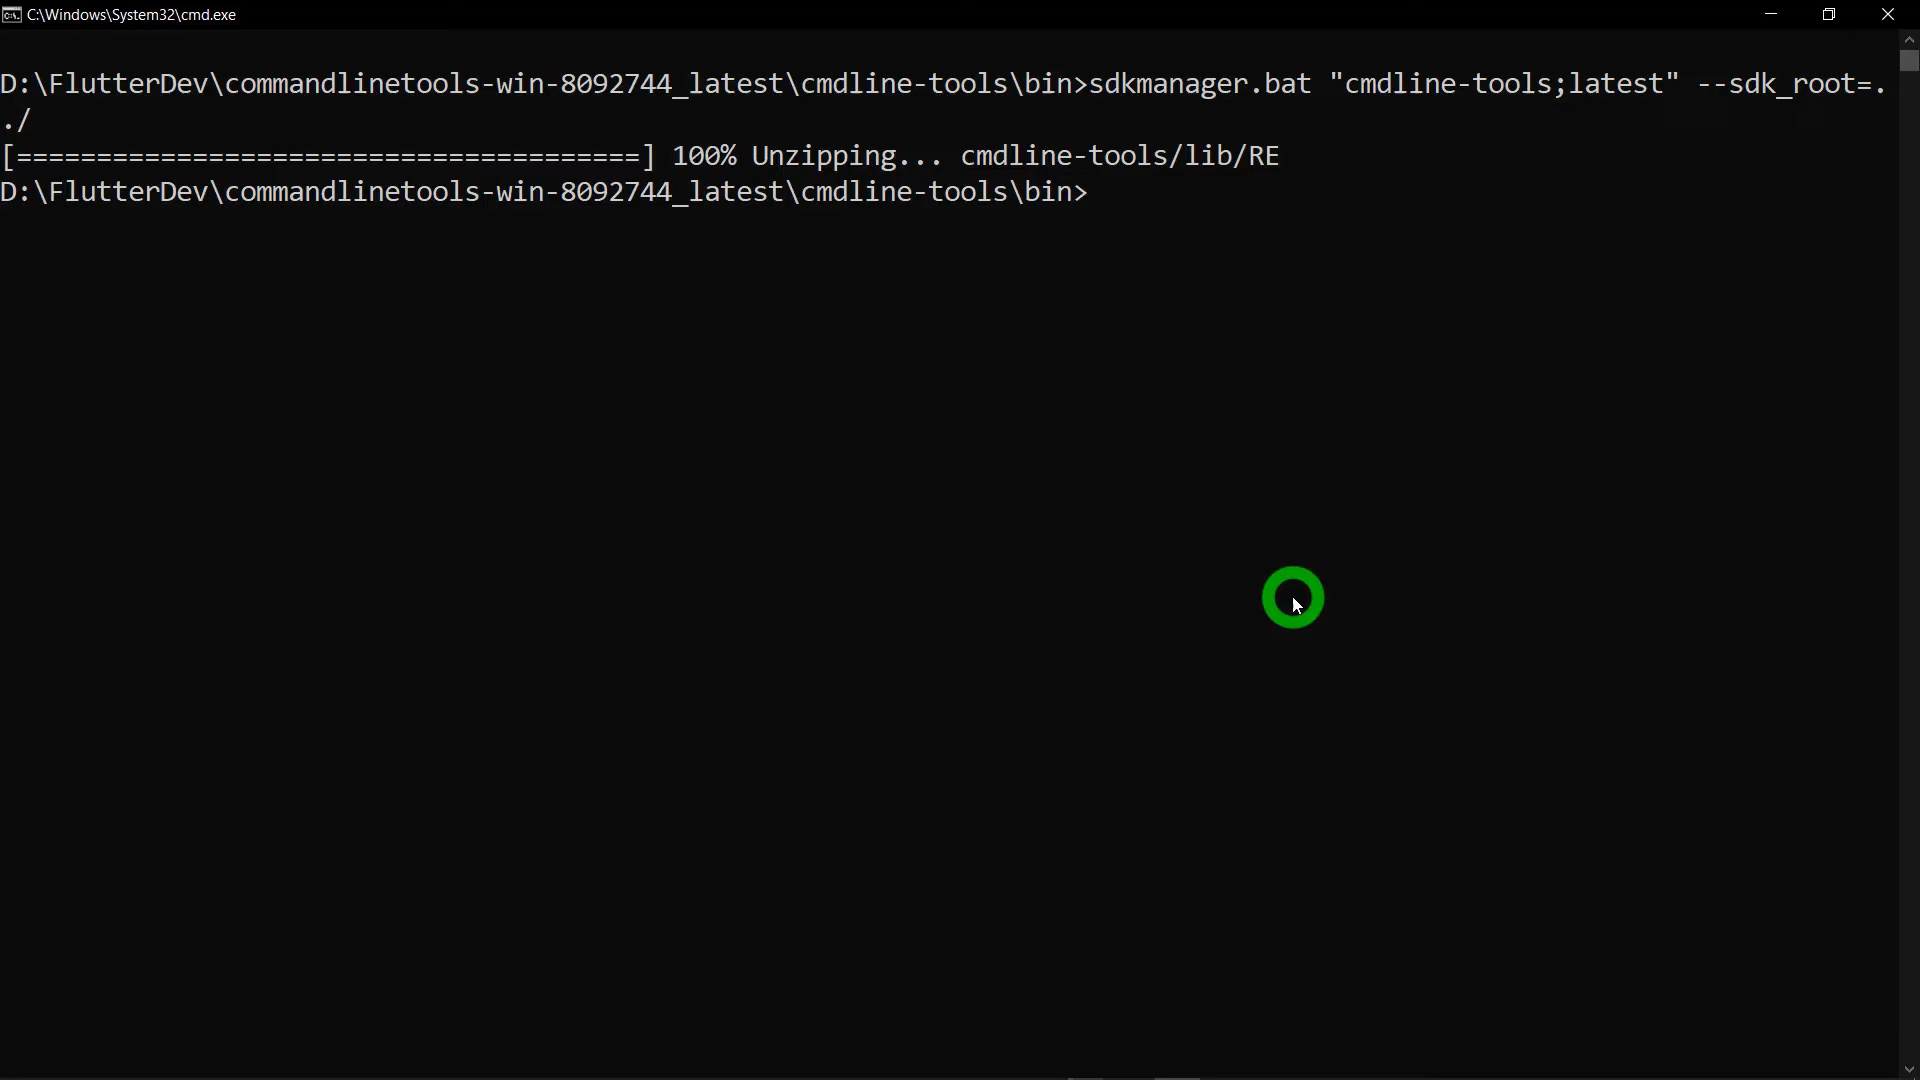 C:\Windows\System32\cmd.exe
D:\FlutterDev\commandlinetools-win-8092744_latest\cmdline-tools\bin>sdkmanager.bat "cmdline-tools;latest" --sdk_root=.
./
[=======================================] 100% Unzipping... cmdline-tools/lib/RE
D:\FlutterDev\commandlinetools-win-8092744_latest\cmdline-tools\bin>